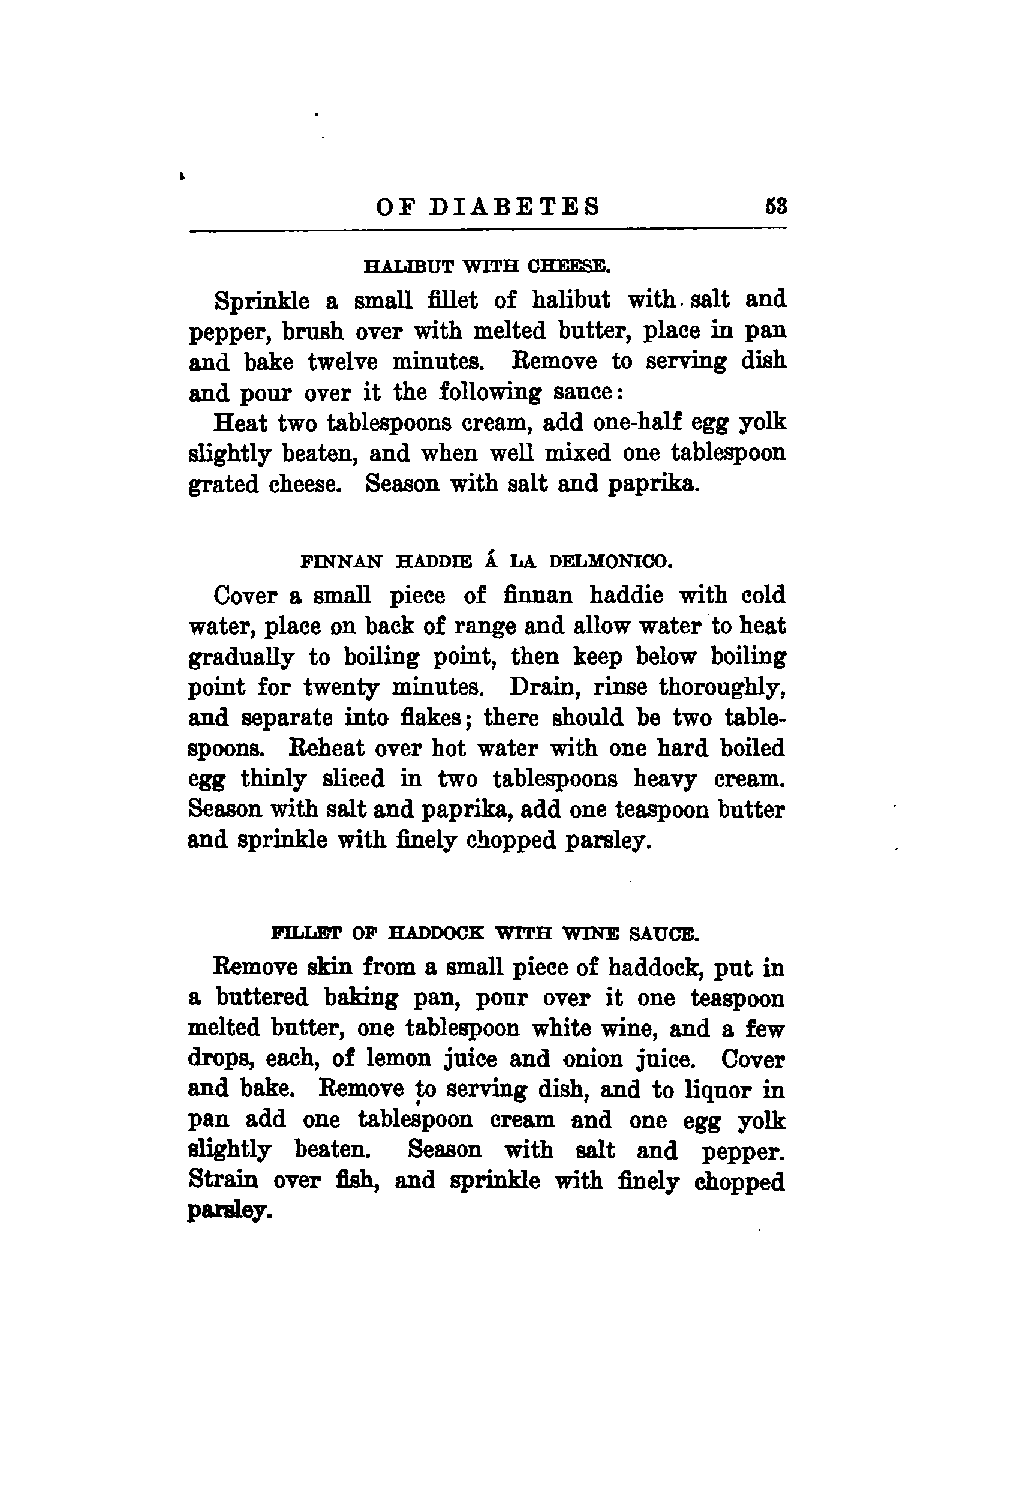 OF DIABETES 53
HALIBUT WITH CHEESE.
Sprinkle a small fillet of halibut with salt and
pepper, brush over with melted butter, place in pan
and bake twelve minutes. Remove to serving dish
and pour over it the following sauce:
Heat two tablespoons cream, add one-half egg yolk
slightly beaten, and when well mixed one tablespoon
grated cheese. Season with salt and paprika.
FINNAN HADDIE Á LA DELMONICO.
Cover a small piece of finnan haddie with cold
water, place on back of range and allow water to heat
gradually to boiling point, then keep below boiling
point for twenty minutes. Drain, rinse thoroughly,
and separate into flakes; there should be two table-
spoons. Reheat over hot water with one hard boiled
egg thinly sliced in two tablespoons heavy cream.
Season with salt and paprika, add one teaspoon butter
and sprinkle with finely chopped parsley.
FILLET OF HADDOCK WITH WINE SAUCE.
Remove skin from a small piece of haddock, put in
a buttered baking pan, pour over it one teaspoon
melted butter, one tablespoon white wine, and a few
drops, each, of lemon juice and onion juice. Cover
and bake. Remove to serving dish, and to liquor in
pan add one tablespoon cream and one egg yolk
slightly beaten. Season with salt and pepper.
Strain over fish, and sprinkle with finely chopped
parsley.